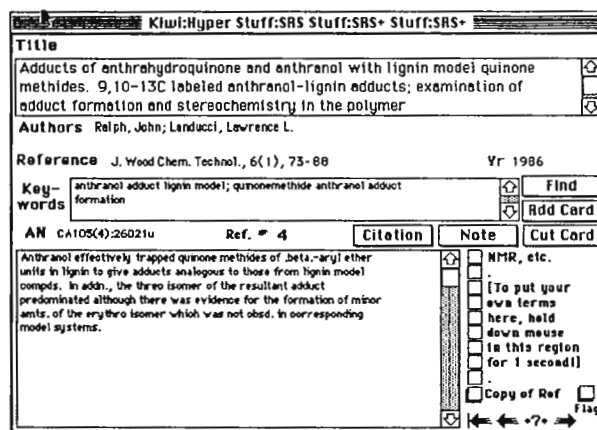 Kiwi:Hyper Stuff:SRS Stuff:SRS+ Stuff:SRS+
Title
Adducts of anthrahydroquinone and anthranol with lignin model quinone
methides. 9,10-13C labeled anthranol-lignin adducts; examination of
adduct formation and stereochemistry in the polymer
Authors Ralph, John; Landucci, Lawrence L.
Reference J. Wood Chem. Technol., 6(1), 73-88 Yr 1986
Key-
words
anthranol adduct lignin model; quinonemethide anthranol adduct
formation
Find
Add Card
AN CA105(4):26021u Ref. # 4 Citation Note Cut Card
Anthranol effectively trapped quinone methides of .beta.-aryl ether
units in lignin to give adducts analogous to those from lignin model
compds. In addn., the threo isomer of the resultant adduct
predominated although there was evidence for the formation of minor
amts. of the erythro isomer which was not obsd. in corresponding
model systems.
NMR, etc.
.
[To put your
own terms
here, hold
down mouse
in this region
for 1 second!]
.
Copy of Ref
Flag
•?•